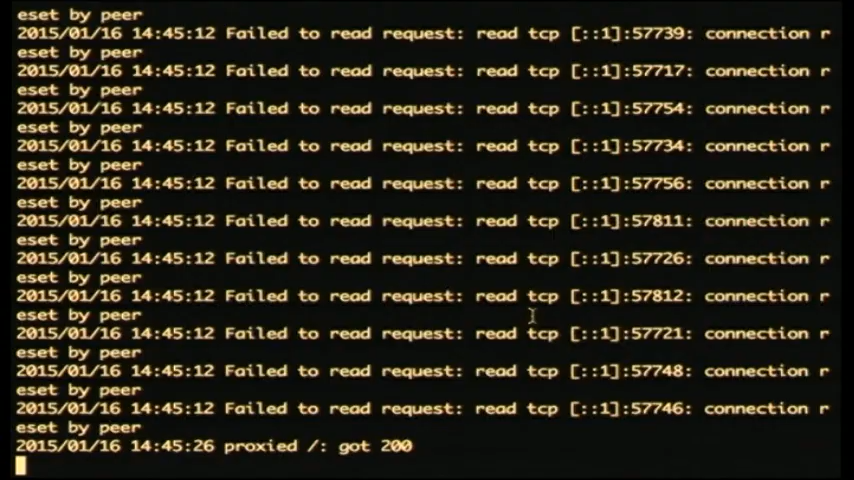 eset by peer
2015/01/16 14:45:12 Failed to read request: read tcp [::1]:57739: connection r
eset by peer
2015/01/16 14:45:12 Failed to read request: read tcp [::1]:57717: connection r
eset by peer
2015/01/16 14:45:12 Failed to read request: read tcp [::1]:57754: connection r
eset by peer
2015/01/16 14:45:12 Failed to read request: read tcp [::1]:57734: connection r
eset by peer
2015/01/16 14:45:12 Failed to read request: read tcp [::1]:57756: connection r
eset by peer
2015/01/16 14:45:12 Failed to read request: read tcp [::1]:57811: connection r
eset by peer
2015/01/16 14:45:12 Failed to read request: read tcp [::1]:57726: connection r
eset by peer
2015/01/16 14:45:12 Failed to read request: read tcp [::1]:57812: connection r
eset by peer
2015/01/16 14:45:12 Failed to read request: read tcp [::1]:57721: connection r
eset by peer
2015/01/16 14:45:12 Failed to read request: read tcp [::1]:57748: connection r
eset by peer
2015/01/16 14:45:12 Failed to read request: read tcp [::1]:57746: connection r
eset by peer
2015/01/16 14:45:26 proxied /: got 200